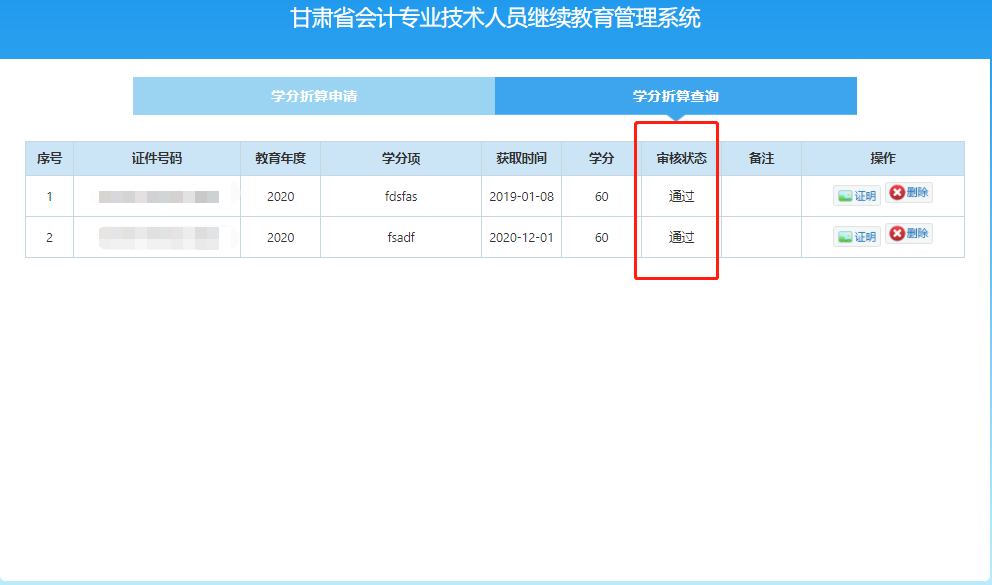 甘肃省会计专业技术人员继续教育管理系统
学分折算申请 学分折算查询
序号 证件号码 教育年度 学分项 获取时间 学分 审核状态 备注 操作
1 2020 fdsfas 2019-01-08 60 通过 证明 删除
2 2020 fsadf 2020-12-01 60 通过 证明 删除